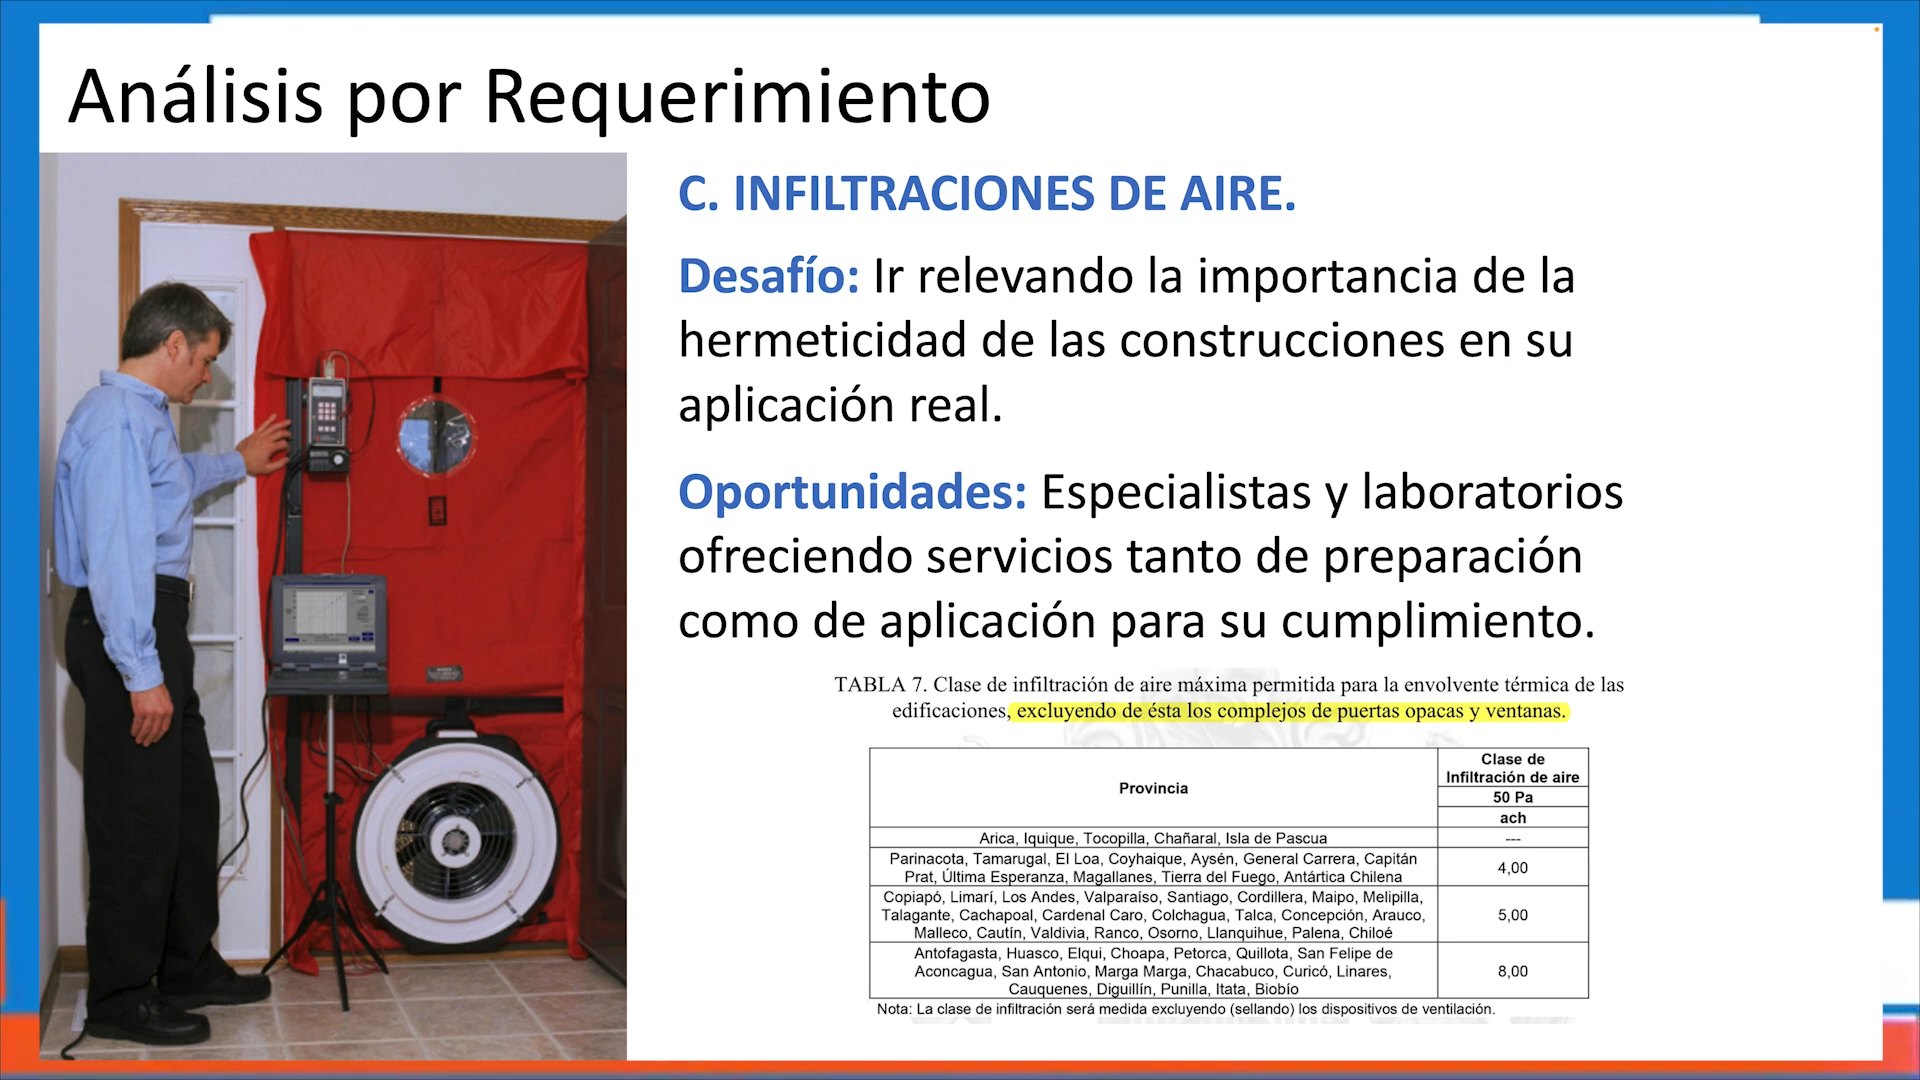 Análisis por Requerimiento
C. INFILTRACIONES DE AIRE.
Desafío: Ir relevando la importancia de la
hermeticidad de las construcciones en su
aplicación real.
Oportunidades: Especialistas y laboratorios
ofreciendo servicios tanto de preparación
como de aplicación para su cumplimiento.
TABLA 7. Clase de infiltración de aire máxima permitida para la envolvente térmica de las
edificaciones, excluyendo de ésta los complejos de puertas opacas y ventanas.
Provincia
Clase de
Infiltración de aire
50 Pa
ach
Arica, Iquique, Tocopilla, Chañaral, Isla de Pascua
---
Parinacota, Tamarugal, El Loa, Coyhaique, Aysén, General Carrera, Capitán
Prat, Última Esperanza, Magallanes, Tierra del Fuego, Antártica Chilena
4,00
Copiapó, Limarí, Los Andes, Valparaíso, Santiago, Cordillera, Maipo, Melipilla,
Talagante, Cachapoal, Cardenal Caro, Colchagua, Talca, Concepción, Arauco,
Malleco, Cautín, Valdivia, Ranco, Osorno, Llanquihue, Palena, Chiloé
5,00
Antofagasta, Huasco, Elqui, Choapa, Petorca, Quillota, San Felipe de
Aconcagua, San Antonio, Marga Marga, Chacabuco, Curicó, Linares,
Cauquenes, Diguillín, Punilla, Itata, Biobío
8,00
Nota: La clase de infiltración será medida excluyendo (sellando) los dispositivos de ventilación.